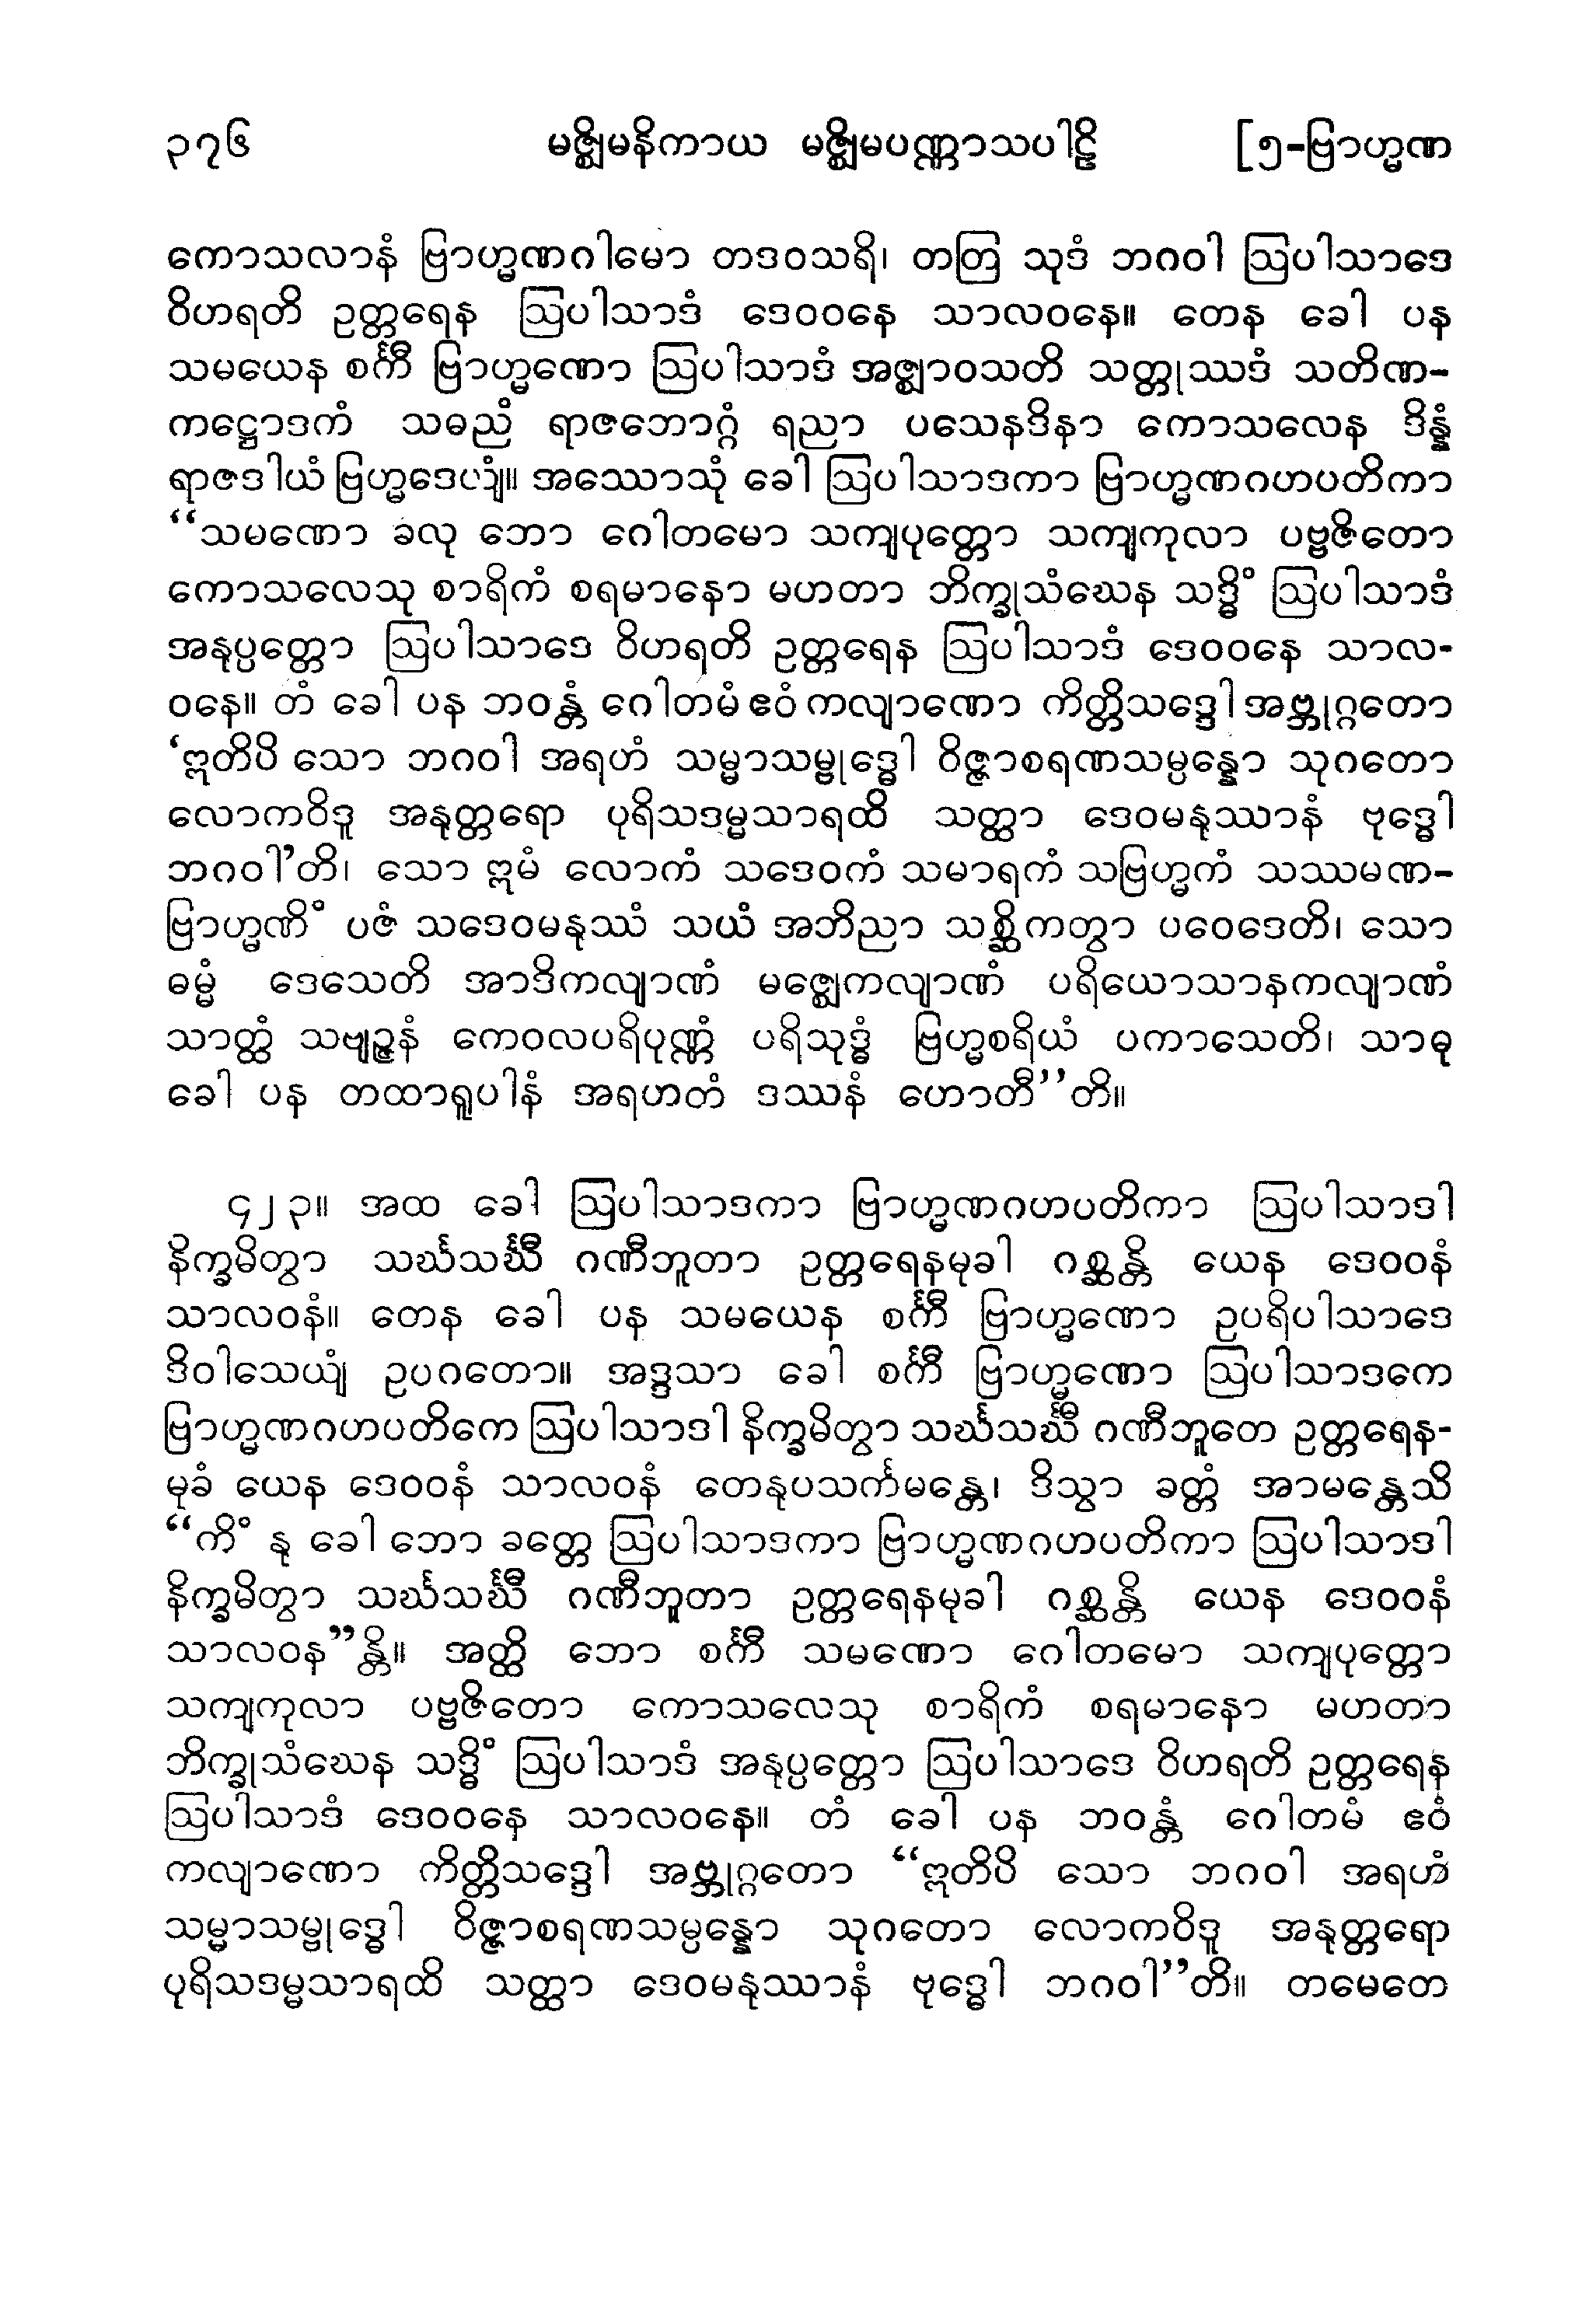 ၃၇၆ မဇ္ဈိမနိကာယ မဇ္ဈိမပဏ္ဏာသပါဠိ [၅-ဗြာဟ္မဏ
ကောသလာနံ ဗြာဟ္မဏဂါမော တဒဝသရိ၊ တတြ သုဒံ ဘဂဝါ ဩပါသာဒေ
ဝိဟရတိ ဥတ္တရေန ဩပါသာဒံ ဒေဝဝနေ သာလဝနေ။ တေန ခေါ ပန
သမယေန စင်္ကီ ဗြာဟ္မဏော ဩပါသာဒံ အဇ္ဈာဝသတိ သတ္တုဿဒံ သတိဏ-
ကဋ္ဌောဒကံ သဓညံ ရာဇဘောဂ္ဂံ ရညာ ပသေနဒိနာ ကောသလေန ဒိန္နံ
ရာဇဒါယံ ဗြဟ္မဒေယျံ။ အဿောသုံ ခေါ ဩပါသာဒကာ ဗြာဟ္မဏဂဟပတိကာ
“သမဏော ခလု ဘော ဂေါတမော သကျပုတ္တော သကျကုလာ ပဗ္ဗဇိတော
ကောသလေသု စာရိကံ စရမာနော မဟတာ ဘိက္ခုသံဃေန သဒ္ဓိံ ဩပါသာဒံ
အနုပ္ပတ္တော ဩပါသာဒေ ဝိဟရတိ ဥတ္တရေန ဩပါသာဒံ ဒေဝဝနေ သာလ-
ဝနေ။ တံ ခေါ ပန ဘဝန္တံ ဂေါတမံ ဧဝံ ကလျာဏော ကိတ္တိသဒ္ဒေါ အဗ္ဘုဂ္ဂတော
‘ဣတိပိ သော ဘဂဝါ အရဟံ သမ္မာသမ္ဗုဒ္ဓေါ ဝိဇ္ဇာစရဏသမ္ပန္နော သုဂတော
လောကဝိဒူ အနုတ္တရော ပုရိသဒမ္မသာရထိ သတ္ထာ ဒေဝမနုဿာနံ ဗုဒ္ဓေါ
ဘဂဝါ’တိ၊ သော ဣမံ လောကံ သဒေဝကံ သမာရကံ သဗြဟ္မကံ သဿမဏ-
ဗြာဟ္မဏိံ ပဇံ သဒေဝမနုဿံ သယံ အဘိညာ သစ္ဆိကတွာ ပဝေဒေတိ၊ သော
ဓမ္မံ ဒေသေတိ အာဒိကလျာဏံ မဇ္ဈေကလျာဏံ ပရိယောသာနကလျာဏံ
သာတ္ထံ သဗျဉ္ဇနံ ကေဝလပရိပုဏ္ဏံ ပရိသုဒ္ဓံ ဗြဟ္မစရိယံ ပကာသေတိ၊ သာဓု
ခေါ ပန တထာရူပါနံ အရဟတံ ဒဿနံ ဟောတီ”တိ။
၄၂၃။ အထ ခေါ ဩပါသာဒကာ ဗြာဟ္မဏဂဟပတိကာ ဩပါသာဒါ
နိက္ခမိတွာ သင်္ဃသင်္ဃီ ဂဏီဘူတာ ဥတ္တရေနမုခါ ဂစ္ဆန္တိ ယေန ဒေဝဝနံ
သာလဝနံ။ တေန ခေါ ပန သမယေန စင်္ကီ ဗြာဟ္မဏော ဥပရိပါသာဒေ
ဒိဝါသေယျံ ဥပဂတော။ အဒ္ဒသာ ခေါ စင်္ကီ ဗြာဟ္မဏော ဩပါသာဒကေ
ဗြာဟ္မဏဂဟပတိကေ ဩပါသာဒါ နိက္ခမိတွာ သင်္ဃသင်္ဃီ ဂဏီဘူတေ ဥတ္တရေန-
မုခံ ယေန ဒေဝဝနံ သာလဝနံ တေနုပသင်္ကမန္တေ၊ ဒိသွာ ခတ္တံ အာမန္တေသိ
“ကိံ နု ခေါ ဘော ခတ္တေ ဩပါသာဒကာ ဗြာဟ္မဏဂဟပတိကာ ဩပါသာဒါ
နိက္ခမိတွာ သင်္ဃသင်္ဃီ ဂဏီဘူတာ ဥတ္တရေနမုခါ ဂစ္ဆန္တိ ယေန ဒေဝဝနံ
သာလဝန”န္တိ။ အတ္ထိ ဘော စင်္ကီ သမဏော ဂေါတမော သကျပုတ္တော
သကျကုလာ ပဗ္ဗဇိတော ကောသလေသု စာရိကံ စရမာနော မဟတာ
ဘိက္ခုသံဃေန သဒ္ဓိံ ဩပါသာဒံ အနုပ္ပတ္တော ဩပါသာဒေ ဝိဟရတိ ဥတ္တရေန
ဩပါသာဒံ ဒေဝဝနေ သာလဝနေ။ တံ ခေါ ပန ဘဝန္တံ ဂေါတမံ ဧဝံ
ကလျာဏော ကိတ္တိသဒ္ဒေါ အဗ္ဘုဂ္ဂတော “ဣတိပိ သော ဘဂဝါ အရဟံ
သမ္မာသမ္ဗုဒ္ဓေါ ဝိဇ္ဇာစရဏသမ္ပန္နော သုဂတော လောကဝိဒူ အနုတ္တရော
ပုရိသဒမ္မသာရထိ သတ္ထာ ဒေဝမနုဿာနံ ဗုဒ္ဓေါ ဘဂဝါ”တိ။ တမေတေ